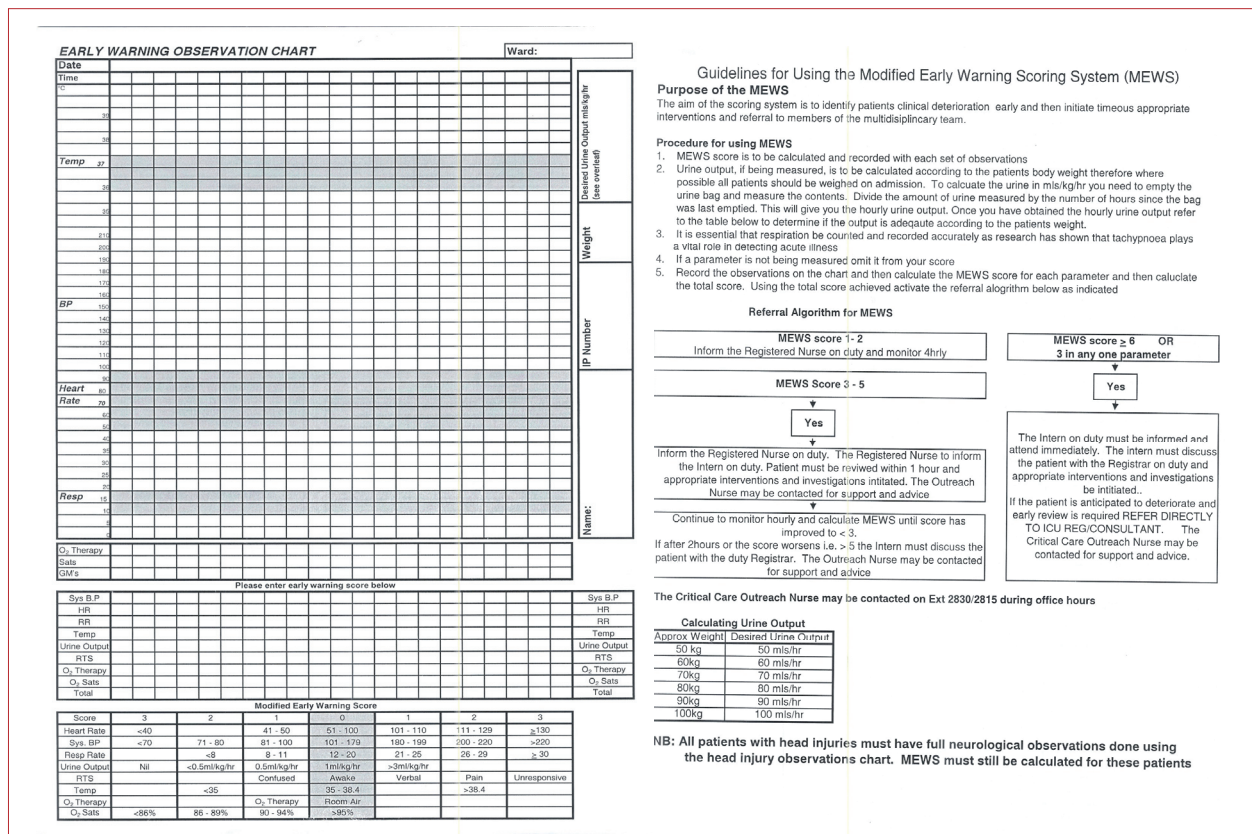 EARLY WARNING OBSERVATION CHART
Ward:
Date
Time
°C
39
38
Temp 37
36
35
210
200
190
180
170
160
BP 150
140
130
120
110
100
90
Heart 80
Rate 70
60
50
40
35
30
25
20
Resp 15
10
5
0
Desired Urine Output mls/kg/hr
(see overleaf)
Weight
IP Number
Name:
O₂ Therapy
Sats
GM's
Please enter early warning score below
Sys B.P Sys B.P
HR HR
RR RR
Temp Temp
Urine Output Urine Output
RTS RTS
O₂ Therapy O₂ Therapy
O₂ Sats O₂ Sats
Total Total
Modified Early Warning Score
Score 3 2 1 0 1 2 3
Heart Rate <40 41 - 50 51 - 100 101 - 110 111 - 129 ≥130
Sys. BP <70 71 - 80 81 - 100 101 - 179 180 - 199 200 - 220 >220
Resp Rate <8 8 - 11 12 - 20 21 - 25 26 - 29 ≥ 30
Urine Output Nil <0.5ml/kg/hr 0.5ml/kg/hr 1ml/kg/hr >3ml/kg/hr
RTS Confused Awake Verbal Pain Unresponsive
Temp <35 35 - 38.4 >38.4
O₂ Therapy O₂ Therapy Room Air
O₂ Sats <86% 86 - 89% 90 - 94% >95%
Guidelines for Using the Modified Early Warning Scoring System (MEWS)
Purpose of the MEWS
The aim of the scoring system is to identify patients clinical deterioration early and then initiate timeous appropriate
interventions and referral to members of the multidisiplincary team.
Procedure for using MEWS
1. MEWS score is to be calculated and recorded with each set of observations
2. Urine output, if being measured, is to be calculated according to the patients body weight therefore where
possible all patients should be weighed on admission. To calcuate the urine in mls/kg/hr you need to empty the
urine bag and measure the contents. Divide the amount of urine measured by the number of hours since the bag
was last emptied. This will give you the hourly urine output. Once you have obtained the hourly urine output refer
to the table below to determine if the output is adeqaute according to the patients weight.
3. It is essential that respiration be counted and recorded accurately as research has shown that tachypnoea plays
a vital role in detecting acute illness
4. If a parameter is not being measured omit it from your score
5. Record the observations on the chart and then calculate the MEWS score for each parameter and then caluclate
the total score. Using the total score achieved activate the referral alogrithm below as indicated
Referral Algorithm for MEWS
MEWS score 1- 2
Inform the Registered Nurse on duty and monitor 4hrly
MEWS Score 3 - 5
Yes
Inform the Registered Nurse on duty. The Registered Nurse to inform
the Intern on duty. Patient must be reviwed within 1 hour and
appropriate interventions and investigations intitated. The Outreach
Nurse may be contacted for support and advice
Continue to monitor hourly and calculate MEWS until score has
improved to < 3.
If after 2hours or the score worsens i.e. > 5 the Intern must discuss the
patient with the duty Registrar. The Outreach Nurse may be contacted
for support and advice
MEWS score ≥ 6 OR
3 in any one parameter
Yes
The Intern on duty must be informed and
attend immediately. The intern must discuss
the patient with the Registrar on duty and
appropriate interventions and investigations
be intitiated..
If the patient is anticipated to deteriorate and
early review is required REFER DIRECTLY
TO ICU REG/CONSULTANT. The
Critical Care Outreach Nurse may be
contacted for support and advice.
The Critical Care Outreach Nurse may be contacted on Ext 2830/2815 during office hours
Calculating Urine Output
Approx Weight Desired Urine Output
50 kg 50 mls/hr
60kg 60 mls/hr
70kg 70 mls/hr
80kg 80 mls/hr
90kg 90 mls/hr
100kg 100 mls/hr
NB: All patients with head injuries must have full neurological observations done using
the head injury observations chart. MEWS must still be calculated for these patients